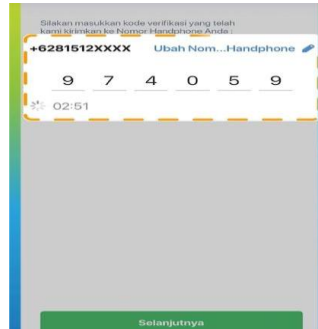 Silakan masukkan kode verifikasi yang telah
kami kirimkan ke Nomor Handphone Anda :
+6281512XXXX Ubah Nom...Handphone
9 7 4 0 5 9
02:51
Selanjutnya